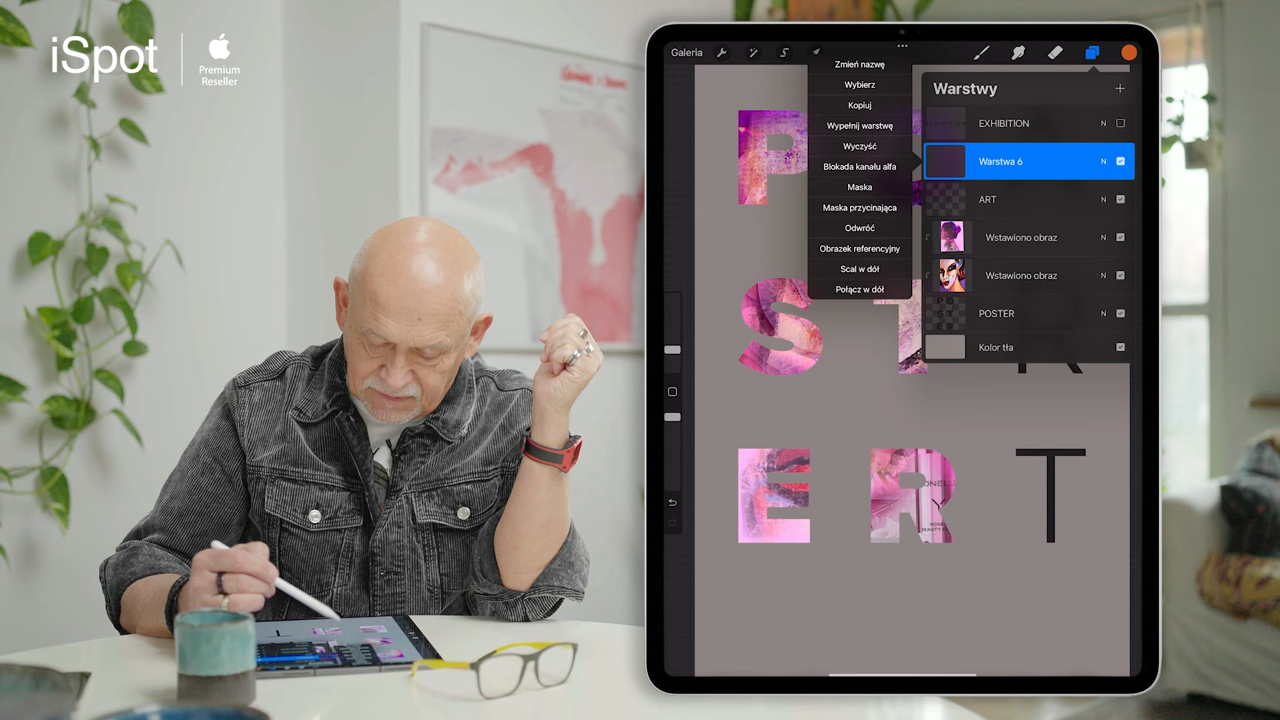 iSpot
Premium
Reseller
Galeria
Zmień nazwę
Wybierz
Kopiuj
Wypełnij warstwę
Wyczyść
Blokada kanału alfa
Maska
Maska przycinająca
Odwróć
Obrazek referencyjny
Scal w dół
Połącz w dół
Warstwy
EXHIBITION N
Warstwa 6 N
ART N
Wstawiono obraz N
Wstawiono obraz N
POSTER N
Kolor tła
P
S T R
E R T